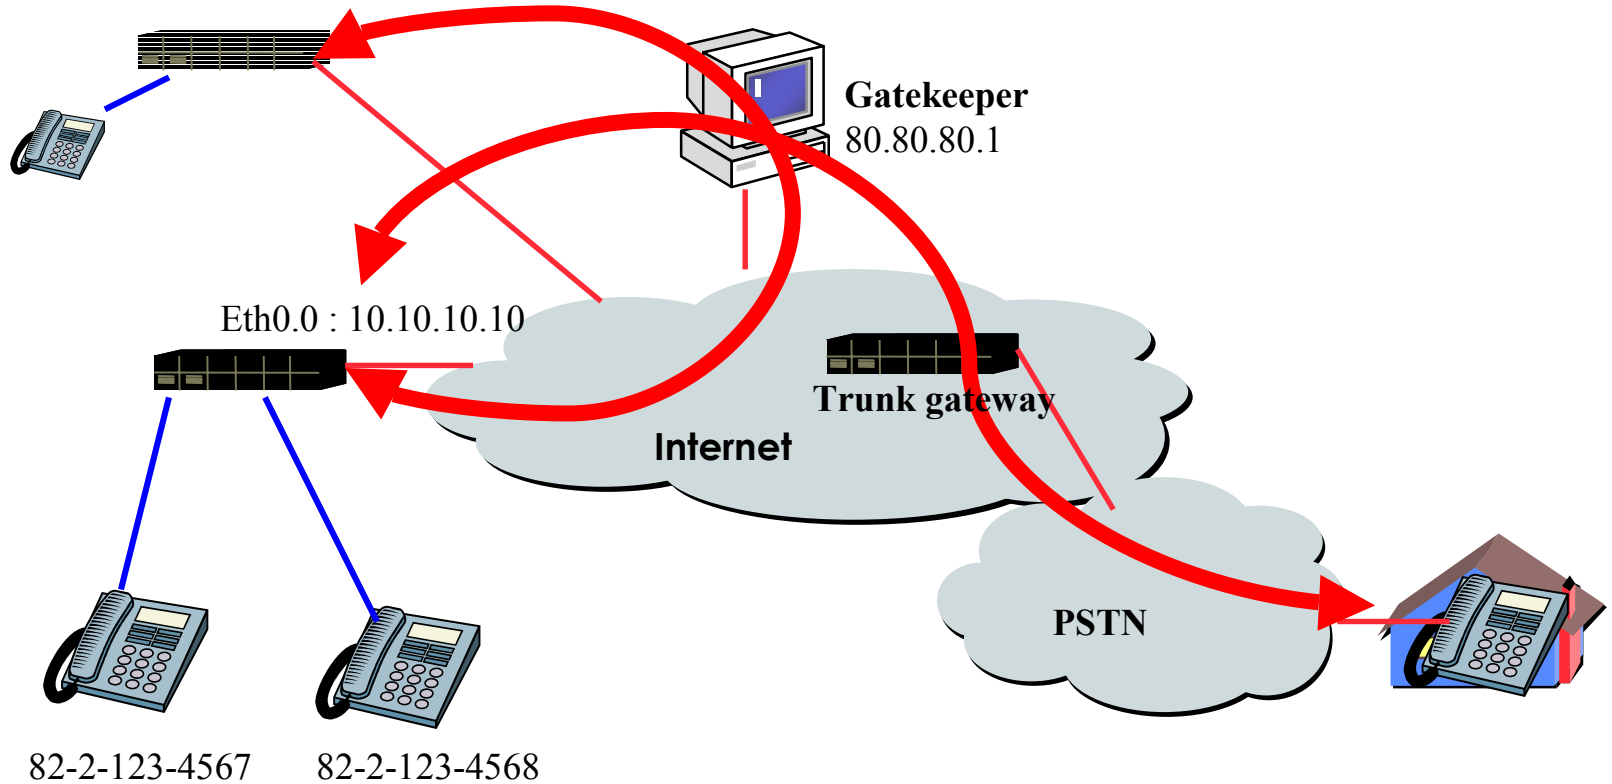 Gatekeeper
80.80.80.1
Eth0.0 : 10.10.10.10
Trunk gateway
Internet
PSTN
82-2-123-4567
82-2-123-4568